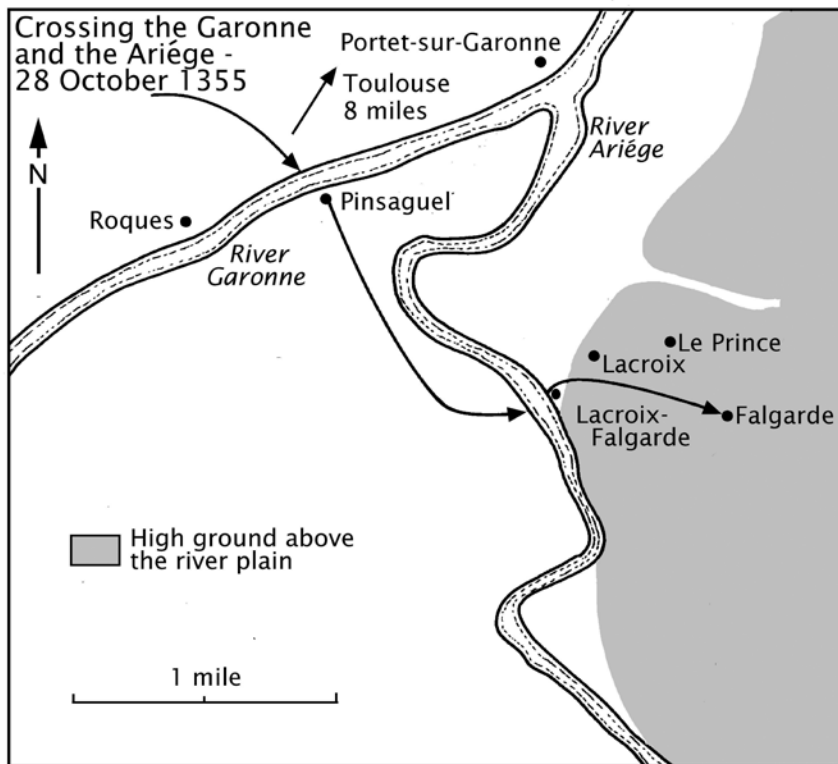 Crossing the Garonne
and the Ariége -
28 October 1355
Portet-sur-Garonne
Toulouse
8 miles
River
Ariége
N
Roques
Pinsaguel
River
Garonne
Le Prince
Lacroix
Lacroix-
Falgarde
Falgarde
High ground above
the river plain
1 mile